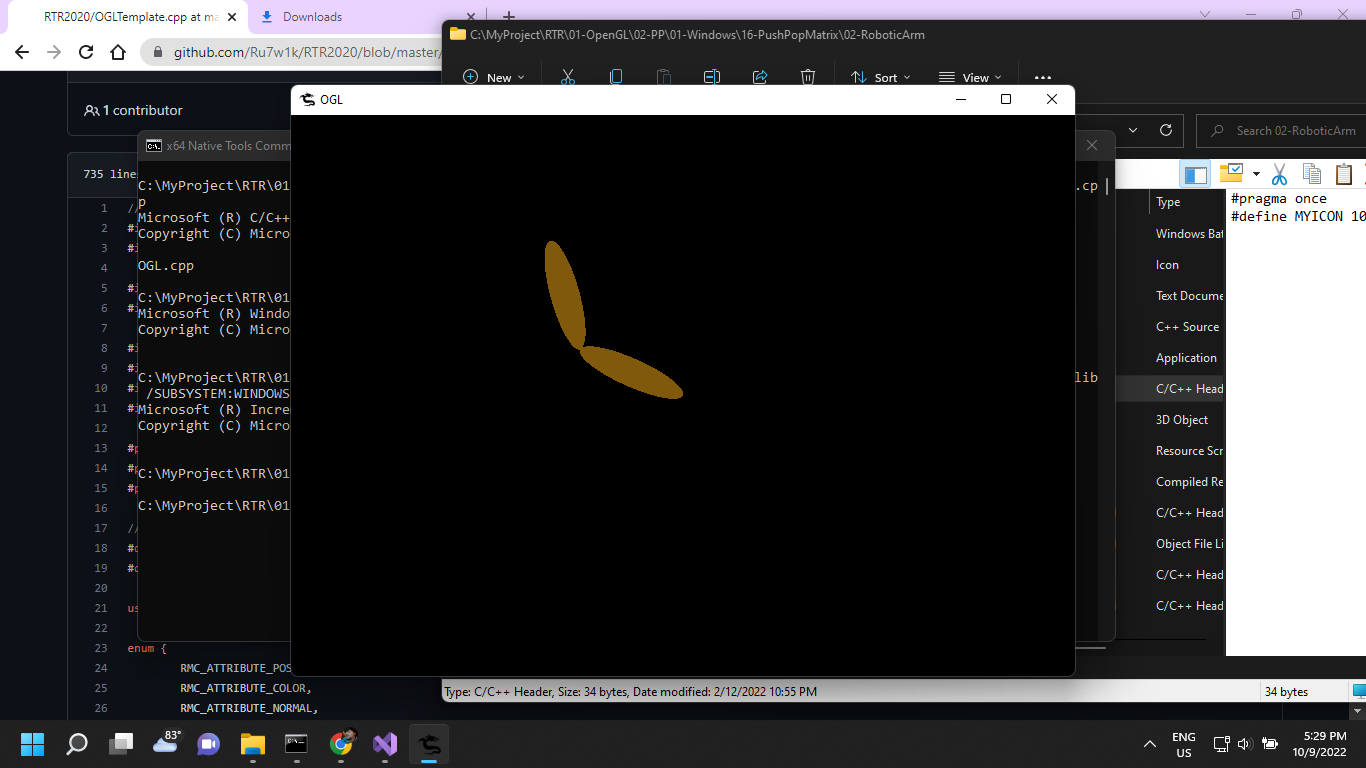 RTR2020/OGLTemplate.cpp at ma
Downloads
github.com/Ru7w1k/RTR2020/blob/master/
C:\MyProject\RTR\01-OpenGL\02-PP\01-Windows\16-PushPopMatrix\02-RoboticArm
New
Sort
View
OGL
1 contributor
Search 02-RoboticArm
x64 Native Tools Comm
735 line
C:\MyProject\RTR\01
.cp
p
Microsoft (R) C/C++
Copyright (C) Micro
OGL.cpp
C:\MyProject\RTR\01
Microsoft (R) Windo
Copyright (C) Micro
C:\MyProject\RTR\01
lib
/SUBSYSTEM:WINDOWS
Microsoft (R) Incre
Copyright (C) Micro
C:\MyProject\RTR\01
C:\MyProject\RTR\01
1 //
2 #i
3 #i
4
5 #i
6 #i
7
8 #i
9 #i
10 #i
11 #i
12
13 #p
14 #p
15 #p
16
17 //
18 #d
19 #d
20
21 us
22
23 enum {
24 RMC_ATTRIBUTE_POS
25 RMC_ATTRIBUTE_COLOR,
26 RMC_ATTRIBUTE_NORMAL,
Type
Windows Bat
Icon
Text Docume
C++ Source
Application
C/C++ Head
3D Object
Resource Scr
Compiled Re
C/C++ Head
Object File Li
C/C++ Head
C/C++ Head
#pragma once
#define MYICON 10
Type: C/C++ Header, Size: 34 bytes, Date modified: 2/12/2022 10:55 PM
34 bytes
83°
ENG
US
5:29 PM
10/9/2022